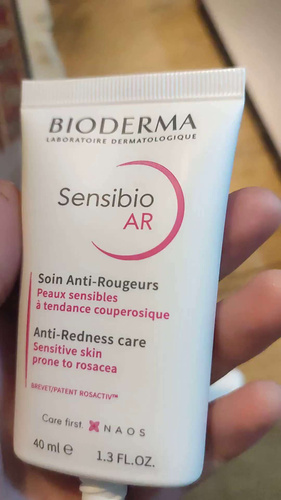 BIODERMA
LABORATOIRE DERMATOLOGIQUE
Sensibio
AR
Soin Anti-Rougeurs
Peaux sensibles
à tendance couperosique
Anti-Redness care
Sensitive skin
prone to rosacea
BREVET/PATENT ROSACTIV™
Care first. NAOS
40 ml ℮ 1.3 FL.OZ.